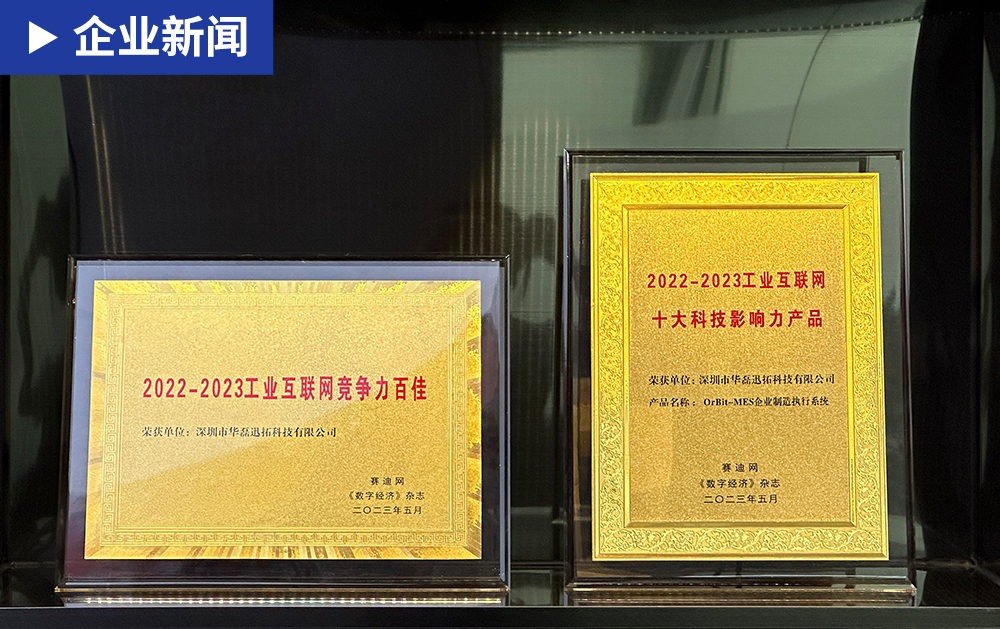 企业新闻
2022-2023工业互联网竞争力百佳
荣获单位：深圳市华磊迅拓科技有限公司
赛迪网
《数字经济》杂志
二〇二三年五月
2022-2023工业互联网
十大科技影响力产品
荣获单位：深圳市华磊迅拓科技有限公司
产品名称：OrBit-MES企业制造执行系统
赛迪网
《数字经济》杂志
二〇二三年五月